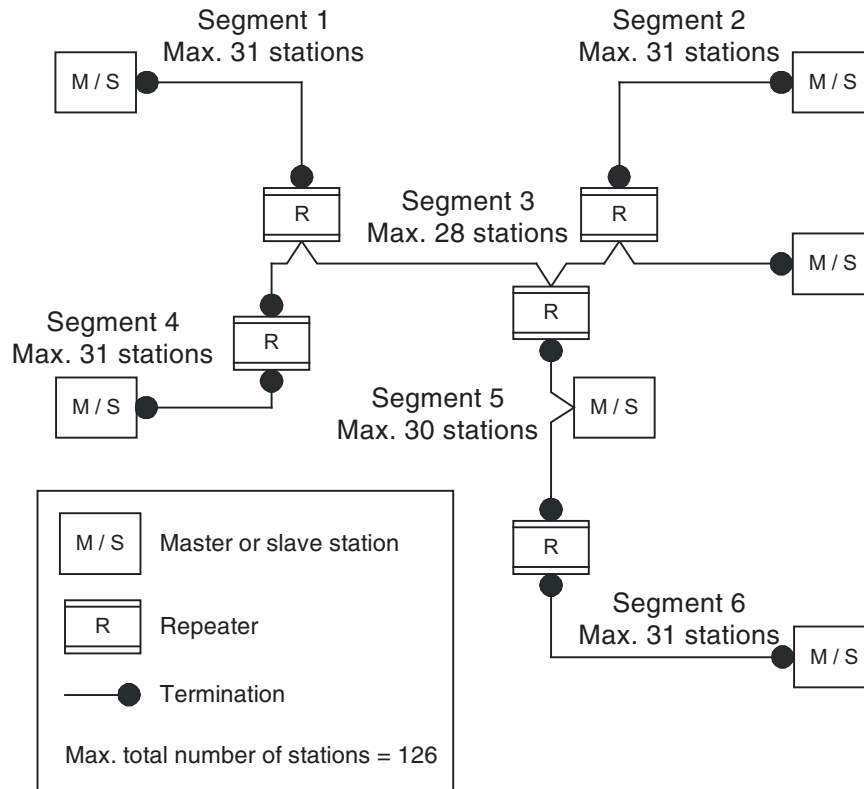 Segment 1
Max. 31 stations
Segment 2
Max. 31 stations
M / S
M / S
R
Segment 3
Max. 28 stations
R
M / S
Segment 4
Max. 31 stations
R
R
M / S
Segment 5
Max. 30 stations
M / S
M / S Master or slave station
R
R Repeater
Segment 6
Max. 31 stations
M / S
Termination
Max. total number of stations = 126